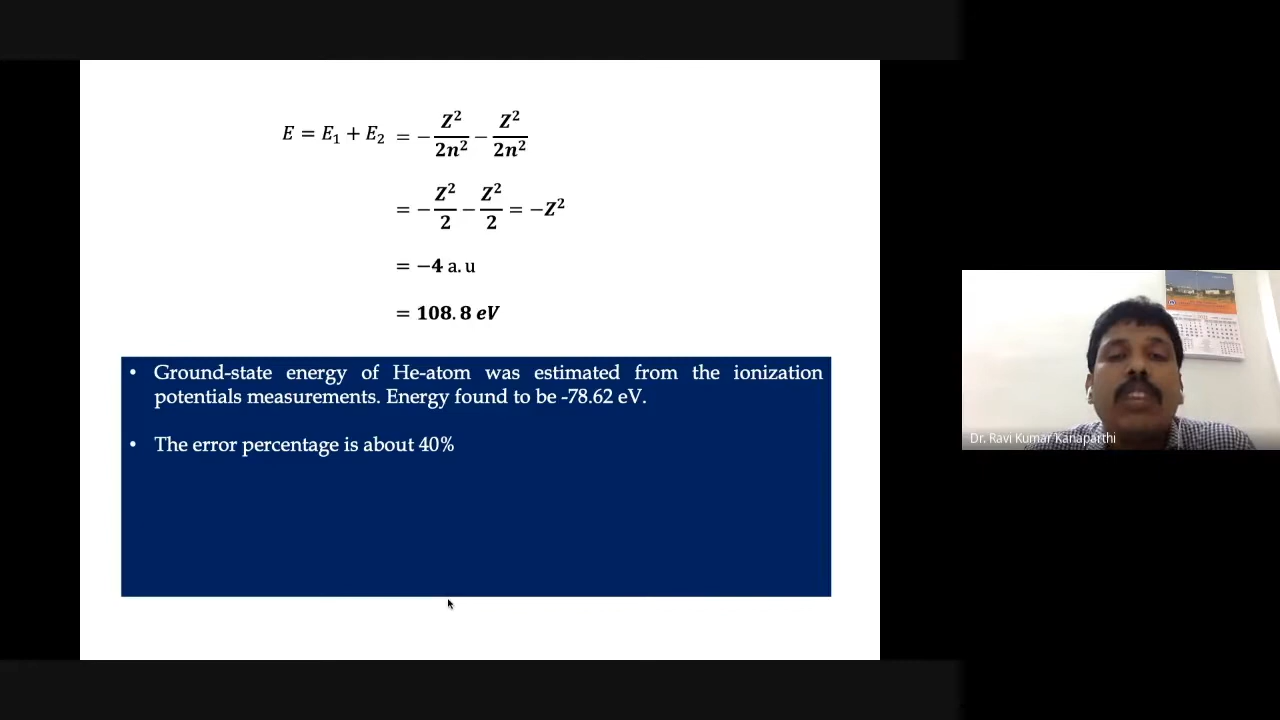 E = E₁ + E₂ = − Z²/2n² − Z²/2n²
= − Z²/2 − Z²/2 = −Z²
= −4 a.u
= 108.8 eV
• Ground-state energy of He-atom was estimated from the ionization
potentials measurements. Energy found to be -78.62 eV.
• The error percentage is about 40%
Dr. Ravi Kumar Kanaparthi